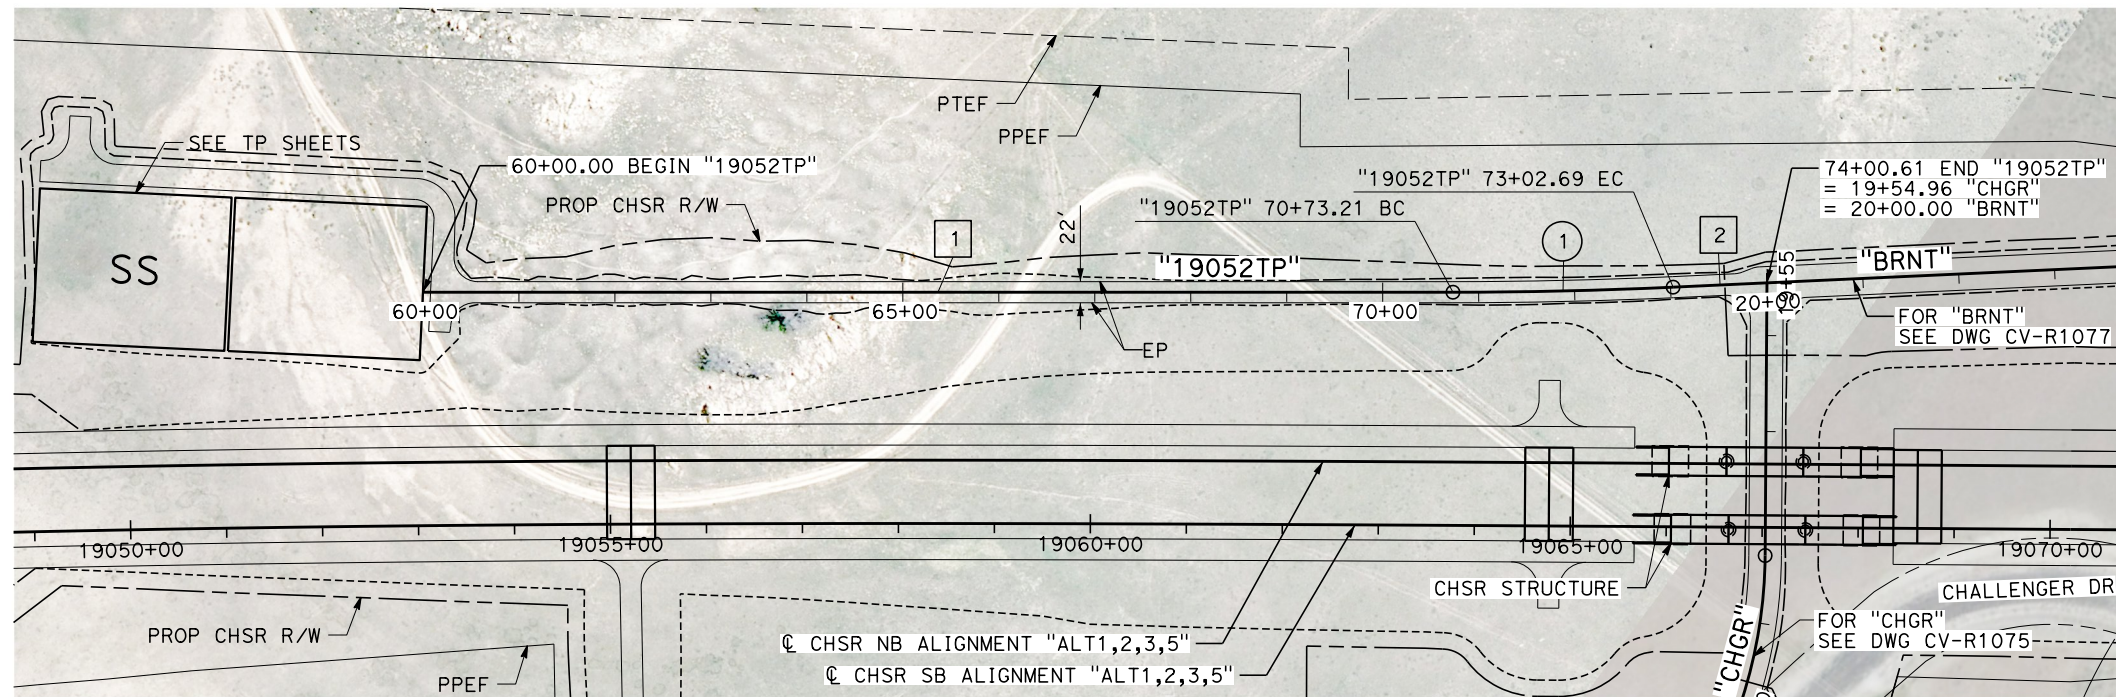 PTEF
PPEF
SEE TP SHEETS
60+00.00 BEGIN "19052TP"
74+00.61 END "19052TP"
= 19+54.96 "CHGR"
= 20+00.00 "BRNT"
"19052TP" 73+02.69 EC
PROP CHSR R/W
"19052TP" 70+73.21 BC
22'
1
1
2
SS
"19052TP"
"BRNT"
19+55
60+00
65+00
70+00
20+00
FOR "BRNT"
SEE DWG CV-R1077
EP
19050+00
19055+00
19060+00
19065+00
19070+00
CHSR STRUCTURE
CHALLENGER DR
PROP CHSR R/W
℄ CHSR NB ALIGNMENT "ALT1,2,3,5"
FOR "CHGR"
SEE DWG CV-R1075
"CHGR"
℄ CHSR SB ALIGNMENT "ALT1,2,3,5"
PPEF